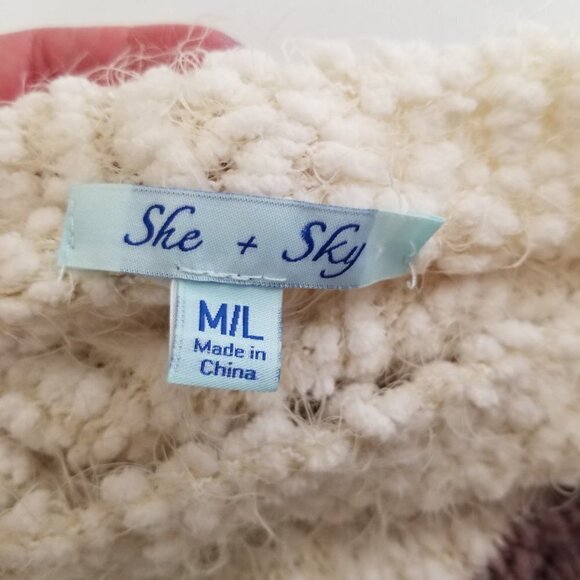 She + Sky
M/L
Made in
China